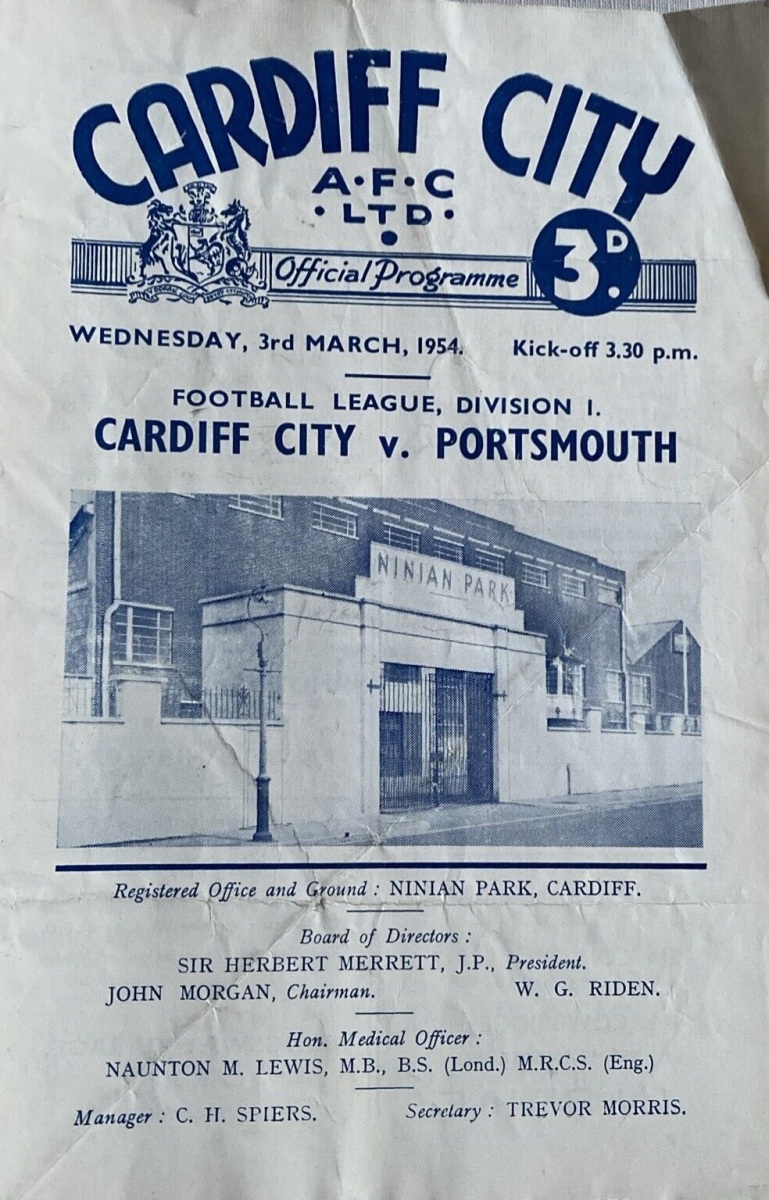 CARDIFF CITY
A·F·C
·LTD·
Official Programme
3D.
WEDNESDAY, 3rd MARCH, 1954. Kick-off 3.30 p.m.
FOOTBALL LEAGUE, DIVISION I.
CARDIFF CITY v. PORTSMOUTH
NINIAN PARK
Registered Office and Ground : NINIAN PARK, CARDIFF.
Board of Directors :
SIR HERBERT MERRETT, J.P., President.
JOHN MORGAN, Chairman. W. G. RIDEN.
Hon. Medical Officer :
NAUNTON M. LEWIS, M.B., B.S. (Lond.) M.R.C.S. (Eng.)
Manager : C. H. SPIERS. Secretary : TREVOR MORRIS.